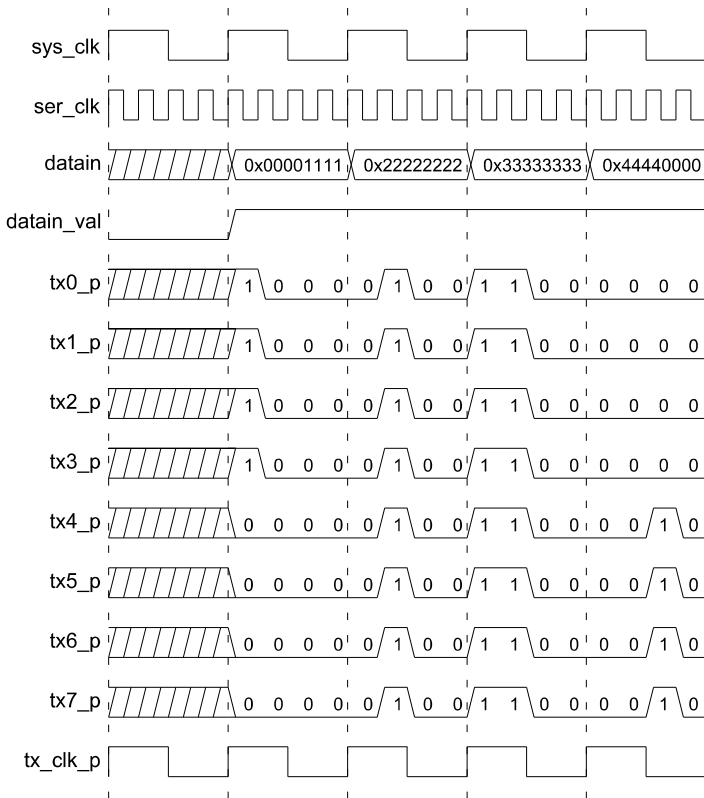 sys_clk
ser_clk
datain 0x00001111 0x22222222 0x33333333 0x44440000
datain_val
tx0_p 1 0 0 0 0 1 0 0 1 1 0 0 0 0 0 0
tx1_p 1 0 0 0 0 1 0 0 1 1 0 0 0 0 0 0
tx2_p 1 0 0 0 0 1 0 0 1 1 0 0 0 0 0 0
tx3_p 1 0 0 0 0 1 0 0 1 1 0 0 0 0 0 0
tx4_p 0 0 0 0 0 1 0 0 1 1 0 0 0 0 1 0
tx5_p 0 0 0 0 0 1 0 0 1 1 0 0 0 0 1 0
tx6_p 0 0 0 0 0 1 0 0 1 1 0 0 0 0 1 0
tx7_p 0 0 0 0 0 1 0 0 1 1 0 0 0 0 1 0
tx_clk_p